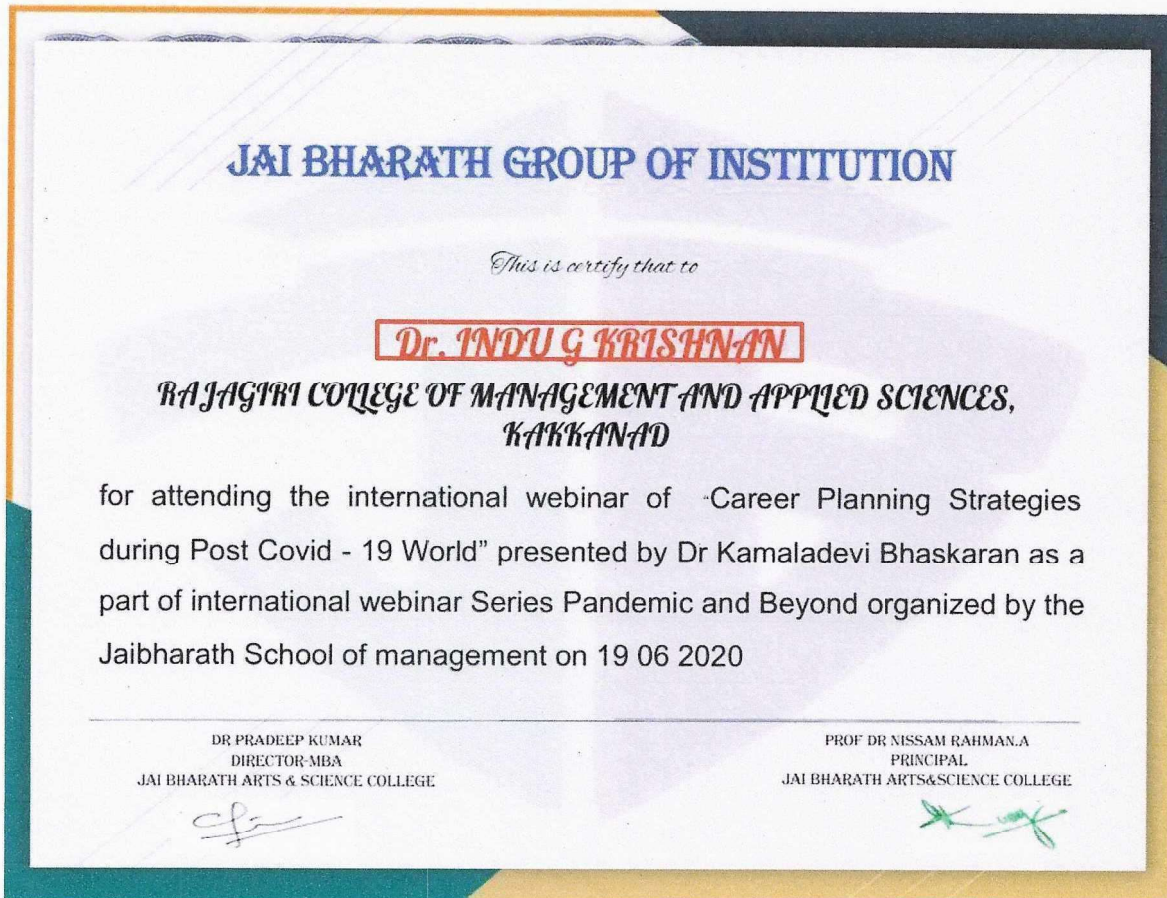 JAI BHARATH GROUP OF INSTITUTION
This is certify that to
Dr. INDU G KRISHNAN
RAJAGIRI COLLEGE OF MANAGEMENT AND APPLIED SCIENCES,
KAKKANAD
for attending the international webinar of “Career Planning Strategies
during Post Covid - 19 World” presented by Dr Kamaladevi Bhaskaran as a
part of international webinar Series Pandemic and Beyond organized by the
Jaibharath School of management on 19 06 2020
DR PRADEEP KUMAR
DIRECTOR-MBA
JAI BHARATH ARTS & SCIENCE COLLEGE
PROF DR NISSAM RAHMAN.A
PRINCIPAL
JAI BHARATH ARTS&SCIENCE COLLEGE